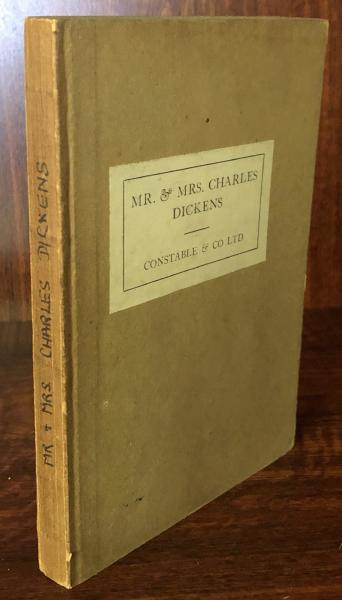 MR. & MRS. CHARLES
DICKENS
CONSTABLE & CO LTD
MR & MRS CHARLES DICKENS